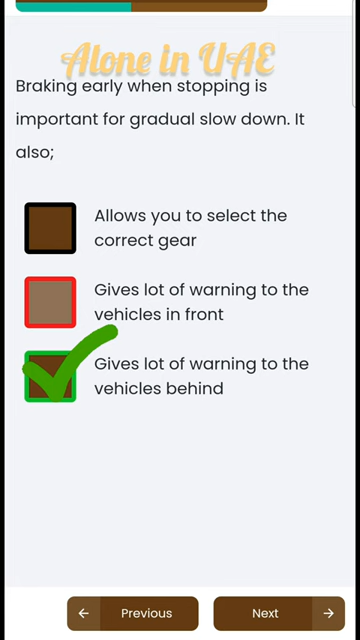 Alone in UAE
Braking early when stopping is
important for gradual slow down. It
also;
Allows you to select the
correct gear
Gives lot of warning to the
vehicles in front
Gives lot of warning to the
vehicles behind
← Previous
Next →